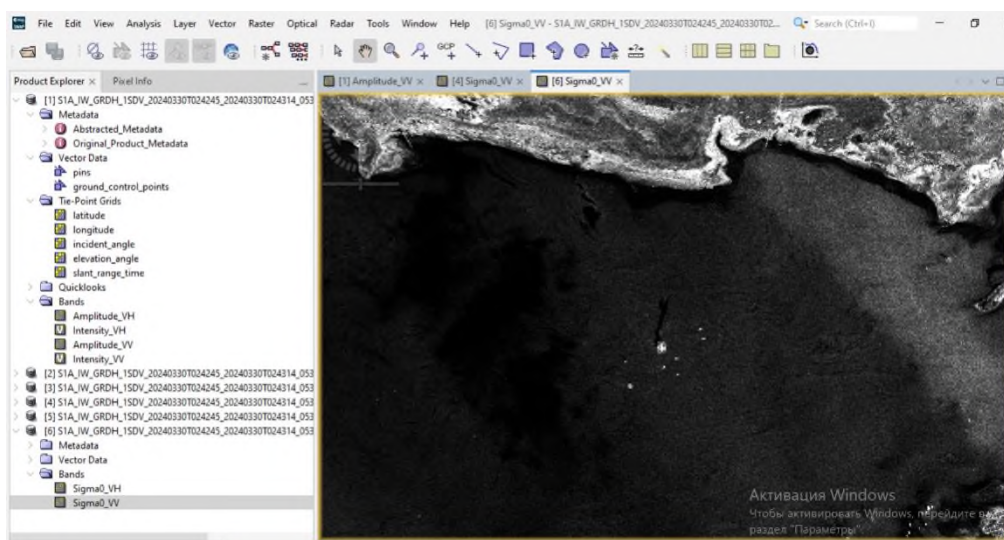 File Edit View Analysis Layer Vector Raster Optical Radar Tools Window Help [6] Sigma0_VV - S1A_IW_GRDH_1SDV_20240330T024245_20240330T02... Search (Ctrl+I)
GCP
Product Explorer × Pixel Info
[1] Amplitude_VV × [4] Sigma0_VV × [6] Sigma0_VV ×
[1] S1A_IW_GRDH_1SDV_20240330T024245_20240330T024314_053
Metadata
Abstracted_Metadata
Original_Product_Metadata
Vector Data
pins
ground_control_points
Tie-Point Grids
latitude
longitude
incident_angle
elevation_angle
slant_range_time
Quicklooks
Bands
Amplitude_VH
Intensity_VH
Amplitude_VV
Intensity_VV
[2] S1A_IW_GRDH_1SDV_20240330T024245_20240330T024314_053
[3] S1A_IW_GRDH_1SDV_20240330T024245_20240330T024314_053
[4] S1A_IW_GRDH_1SDV_20240330T024245_20240330T024314_053
[5] S1A_IW_GRDH_1SDV_20240330T024245_20240330T024314_053
[6] S1A_IW_GRDH_1SDV_20240330T024245_20240330T024314_053
Metadata
Vector Data
Bands
Sigma0_VH
Sigma0_VV
Активация Windows
Чтобы активировать Windows, перейдите в
раздел "Параметры".